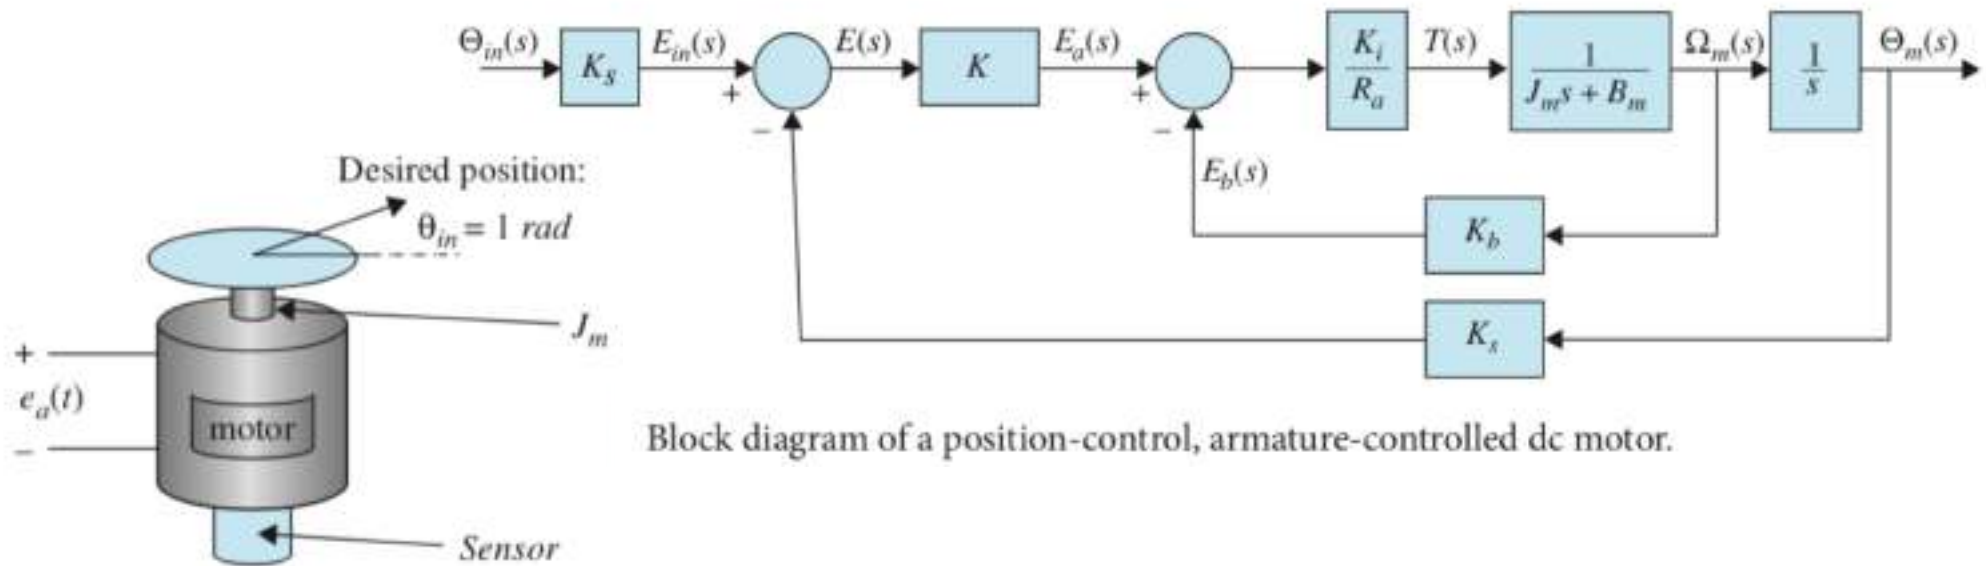 Θin(s) Ks Ein(s) E(s) K Ea(s) Ki/Ra T(s) 1/(Jms + Bm) Ωm(s) 1/s Θm(s)
+ − + −
Eb(s)
Kb
Ks
Desired position:
θin = 1 rad
Jm
+
ea(t)
−
motor
Sensor
Block diagram of a position-control, armature-controlled dc motor.